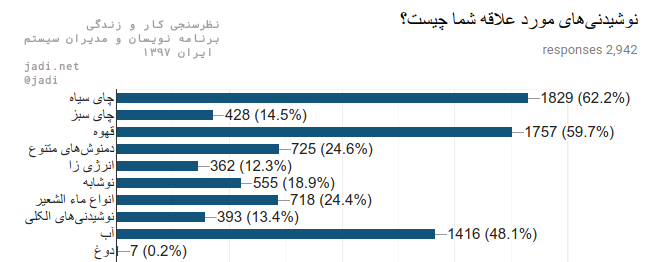 نوشیدنی‌های مورد علاقه شما چیست؟
2,942 responses
نظرسنجی کار و زندگی
برنامه نویسان و مدیران سیستم
ایران ۱۳۹۷
jadi.net
@jadi
چای سیاه 1829 (62.2%)
چای سبز 428 (14.5%)
قهوه 1757 (59.7%)
دمنوش‌های متنوع 725 (24.6%)
انرژی زا 362 (12.3%)
نوشابه 555 (18.9%)
انواع ماء الشعیر 718 (24.4%)
نوشیدنی‌های الکلی 393 (13.4%)
آب 1416 (48.1%)
دوغ 7 (0.2%)